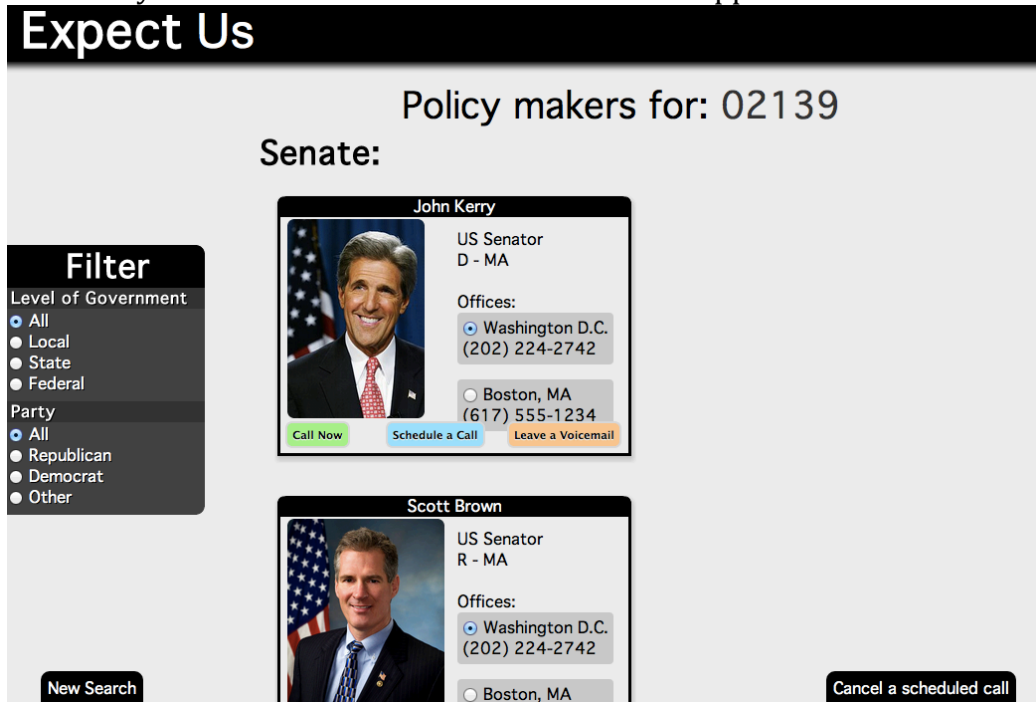 Expect Us
Policy makers for: 02139
Senate:
Filter
Level of Government
All
Local
State
Federal
Party
All
Republican
Democrat
Other
John Kerry
US Senator
D - MA
Offices:
Washington D.C.
(202) 224-2742
Boston, MA
(617) 555-1234
Call Now
Schedule a Call
Leave a Voicemail
Scott Brown
US Senator
R - MA
Offices:
Washington D.C.
(202) 224-2742
Boston, MA
New Search
Cancel a scheduled call